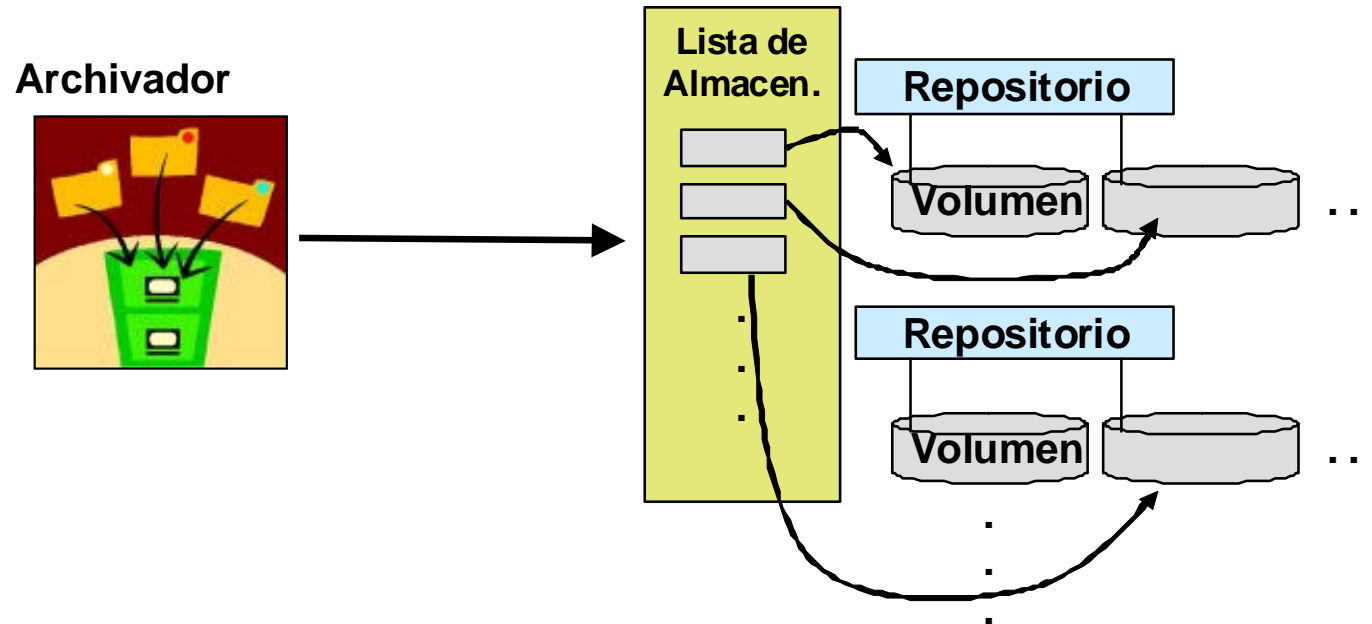 Archivador
Lista de
Almacen.
Repositorio
Volumen
. .
.
.
.
Repositorio
Volumen
. .
.
.
.